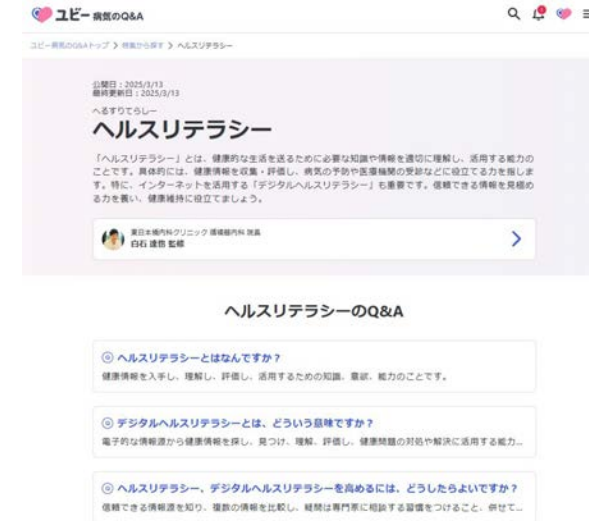 ユビー 病気のQ&A
ユビー病気のQ&Aトップ > 特集から探す > ヘルスリテラシー
公開日：2025/3/13
最終更新日：2025/3/13
へるすりてらしー
ヘルスリテラシー
「ヘルスリテラシー」とは、健康的な生活を送るために必要な知識や情報を適切に理解し、活用する能力の
ことです。具体的には、健康情報を収集・評価し、病気の予防や医療機関の受診などに役立てる力を指しま
す。特に、インターネットを活用する「デジタルヘルスリテラシー」も重要です。信頼できる情報を見極め
る力を養い、健康維持に役立てましょう。
東日本橋内科クリニック 循環器内科 院長
白石 達也 監修
ヘルスリテラシーのQ&A
Q ヘルスリテラシーとはなんですか？
健康情報を入手し、理解し、評価し、活用するための知識、意欲、能力のことです。
Q デジタルヘルスリテラシーとは、どういう意味ですか？
電子的な情報源から健康情報を探し、見つけ、理解、評価し、健康問題の対処や解決に活用する能力...
Q ヘルスリテラシー、デジタルヘルスリテラシーを高めるには、どうしたらよいですか？
信頼できる情報源を知り、複数の情報を比較し、疑問は専門家に相談する習慣をつけること、併せて...